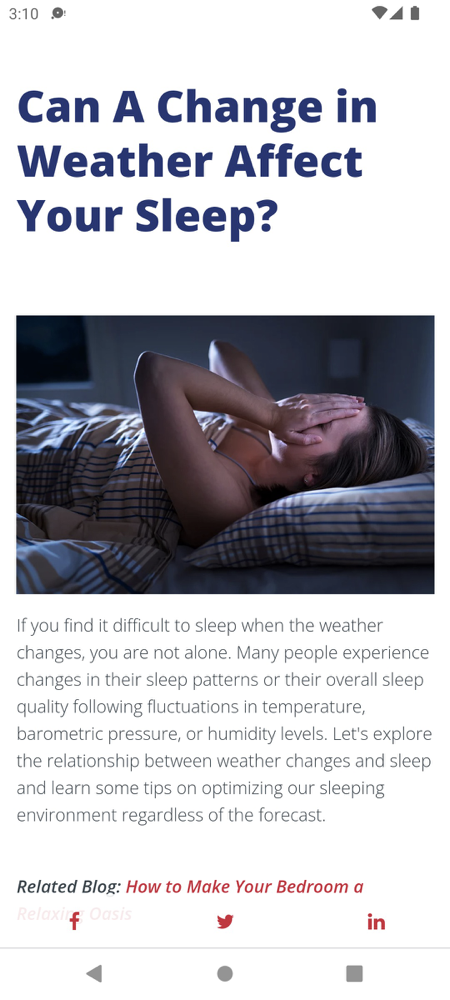 3:10
Can A Change in
Weather Affect
Your Sleep?
If you find it difficult to sleep when the weather
changes, you are not alone. Many people experience
changes in their sleep patterns or their overall sleep
quality following fluctuations in temperature,
barometric pressure, or humidity levels. Let's explore
the relationship between weather changes and sleep
and learn some tips on optimizing our sleeping
environment regardless of the forecast.
Related Blog: How to Make Your Bedroom a
Relaxing Oasis